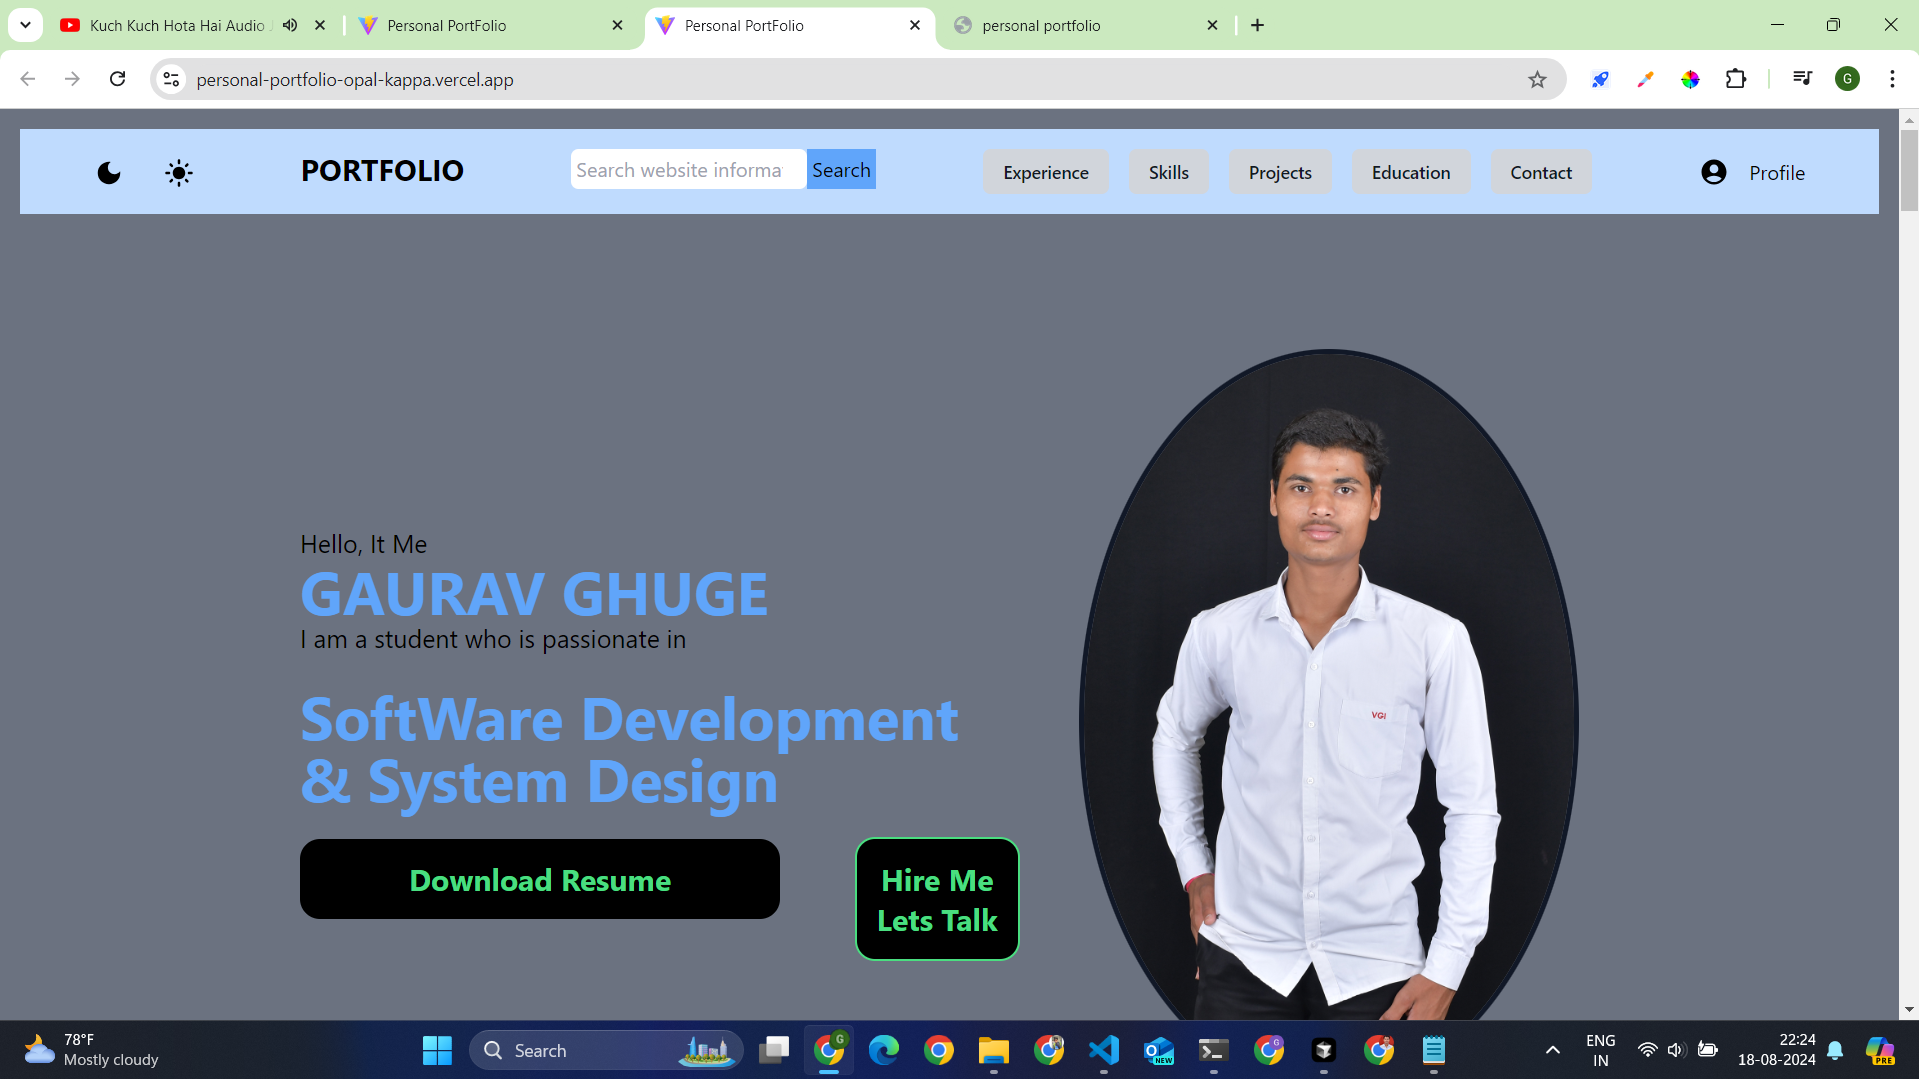 Kuch Kuch Hota Hai Audio J
Personal PortFolio
Personal PortFolio
personal portfolio
personal-portfolio-opal-kappa.vercel.app
G
PORTFOLIO
Search website informa
Search
Experience
Skills
Projects
Education
Contact
Profile
Hello, It Me
GAURAV GHUGE
I am a student who is passionate in
SoftWare Development
& System Design
Download Resume
Hire Me
Lets Talk
VGI
78°F
Mostly cloudy
Search
G
NEW
G
ENG
IN
22:24
18-08-2024
PRE